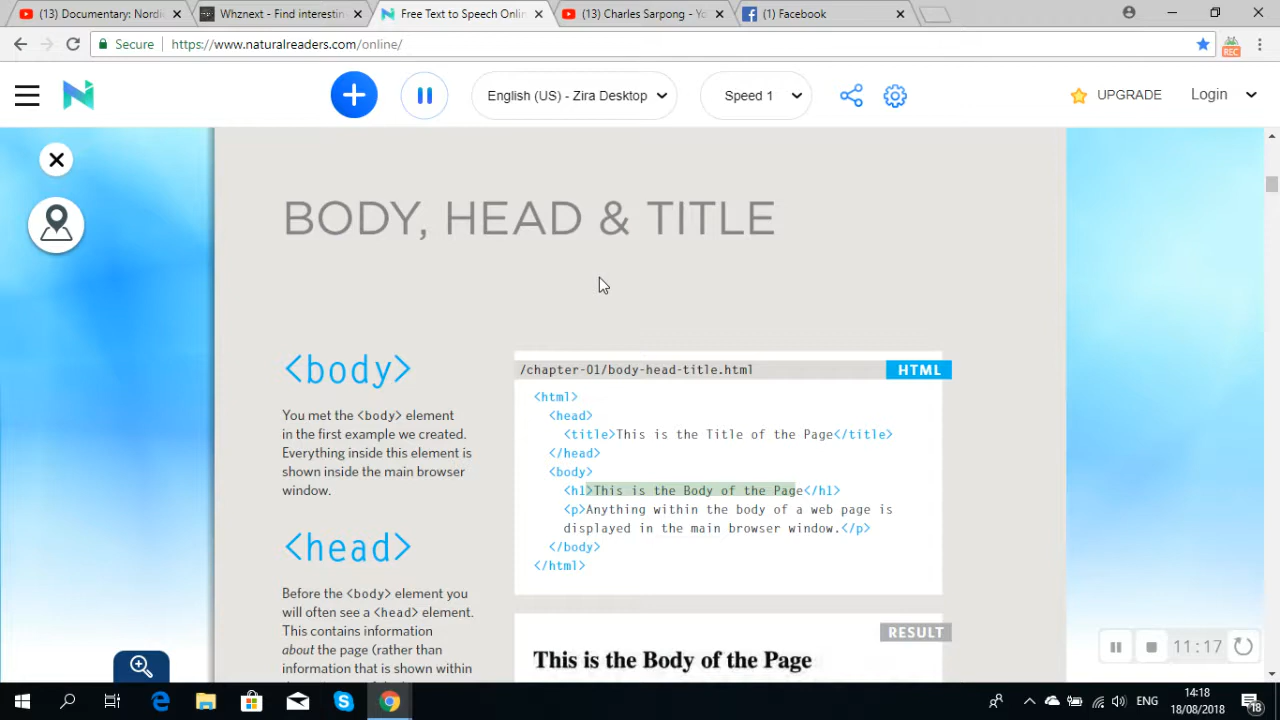 (13) Documentary: Nordi
Whznext - Find interestin
Free Text to Speech Onlin
(13) Charles Sarpong - Yo
(1) Facebook
Secure
https://www.naturalreaders.com/online/
REC
English (US) - Zira Desktop
Speed 1
UPGRADE
Login
BODY, HEAD & TITLE
<body>
You met the <body> element
in the first example we created.
Everything inside this element is
shown inside the main browser
window.
<head>
Before the <body> element you
will often see a <head> element.
This contains information
about the page (rather than
information that is shown within
/chapter-01/body-head-title.html
HTML
<html>
<head>
<title>This is the Title of the Page</title>
</head>
<body>
<h1>This is the Body of the Page</h1>
<p>Anything within the body of a web page is
displayed in the main browser window.</p>
</body>
</html>
RESULT
This is the Body of the Page
11:17
ENG
14:18
18/08/2018
18